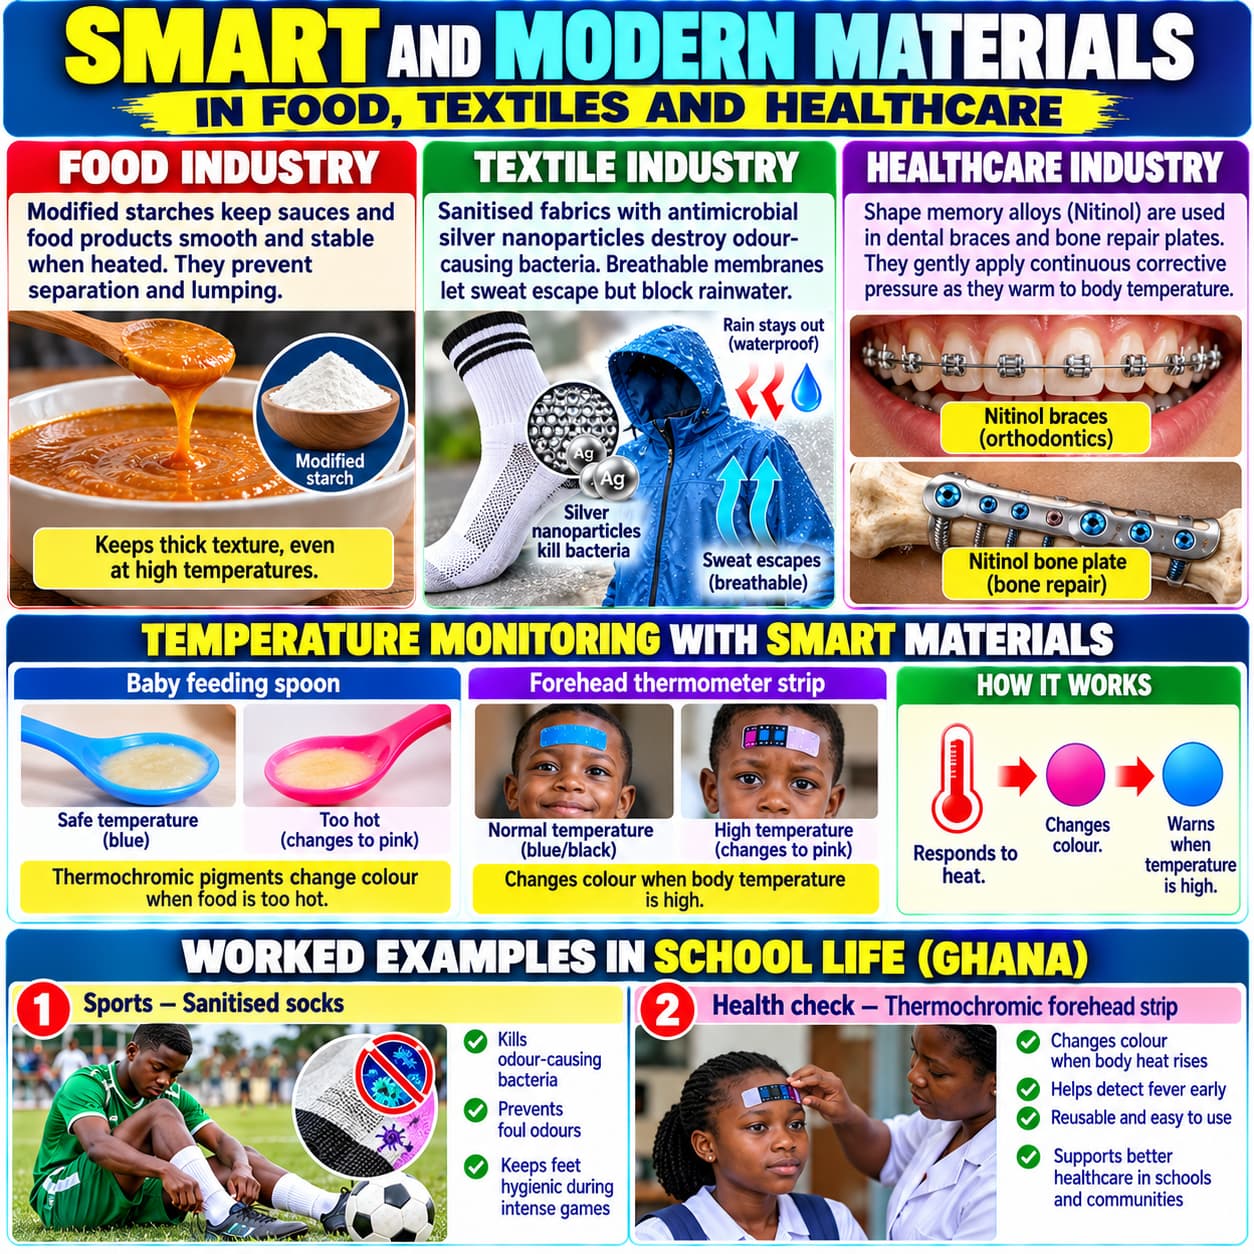 SMART AND MODERN MATERIALS
IN FOOD, TEXTILES AND HEALTHCARE
FOOD INDUSTRY
Modified starches keep sauces and
food products smooth and stable
when heated. They prevent
separation and lumping.
Modified
starch
Keeps thick texture, even
at high temperatures.
TEXTILE INDUSTRY
Sanitised fabrics with antimicrobial
silver nanoparticles destroy odour-
causing bacteria. Breathable membranes
let sweat escape but block rainwater.
Rain stays out
(waterproof)
Ag
Ag
Silver
nanoparticles
kill bacteria
Sweat escapes
(breathable)
HEALTHCARE INDUSTRY
Shape memory alloys (Nitinol) are used
in dental braces and bone repair plates.
They gently apply continuous corrective
pressure as they warm to body temperature.
Nitinol braces
(orthodontics)
Nitinol bone plate
(bone repair)
TEMPERATURE MONITORING WITH SMART MATERIALS
Baby feeding spoon
Safe temperature
(blue)
Too hot
(changes to pink)
Thermochromic pigments change colour
when food is too hot.
Forehead thermometer strip
Normal temperature
(blue/black)
High temperature
(changes to pink)
Changes colour when body temperature
is high.
HOW IT WORKS
Responds to
heat.
Changes
colour.
Warns
when
temperature
is high.
WORKED EXAMPLES IN SCHOOL LIFE (GHANA)
1 Sports — Sanitised socks
Kills
odour-causing
bacteria
Prevents
foul odours
Keeps feet
hygienic during
intense games
2 Health check — Thermochromic forehead strip
Changes colour
when body heat rises
Helps detect fever early
Reusable and easy to use
Supports better
healthcare in schools
and communities